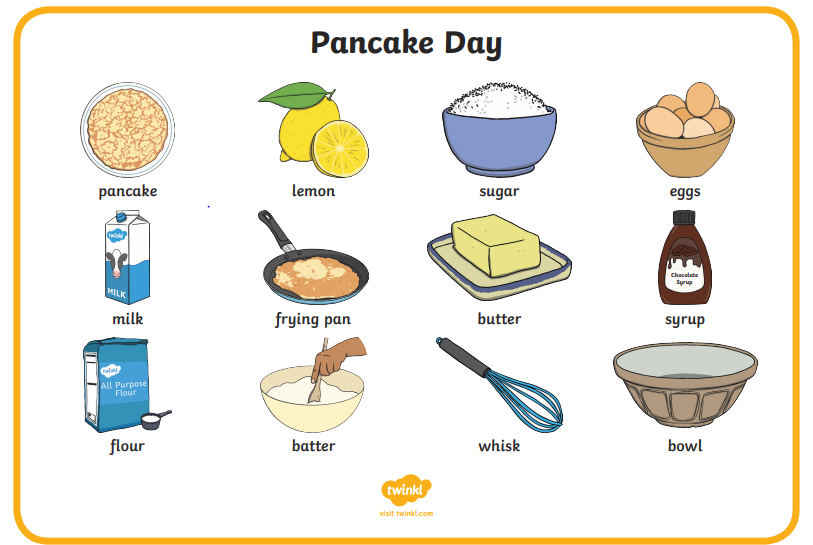 Pancake Day
pancake
lemon
sugar
eggs
twinkl
MILK
Chocolate
Syrup
milk
frying pan
butter
syrup
twinkl
All Purpose
Flour
flour
batter
whisk
bowl
twinkl
visit twinkl.com